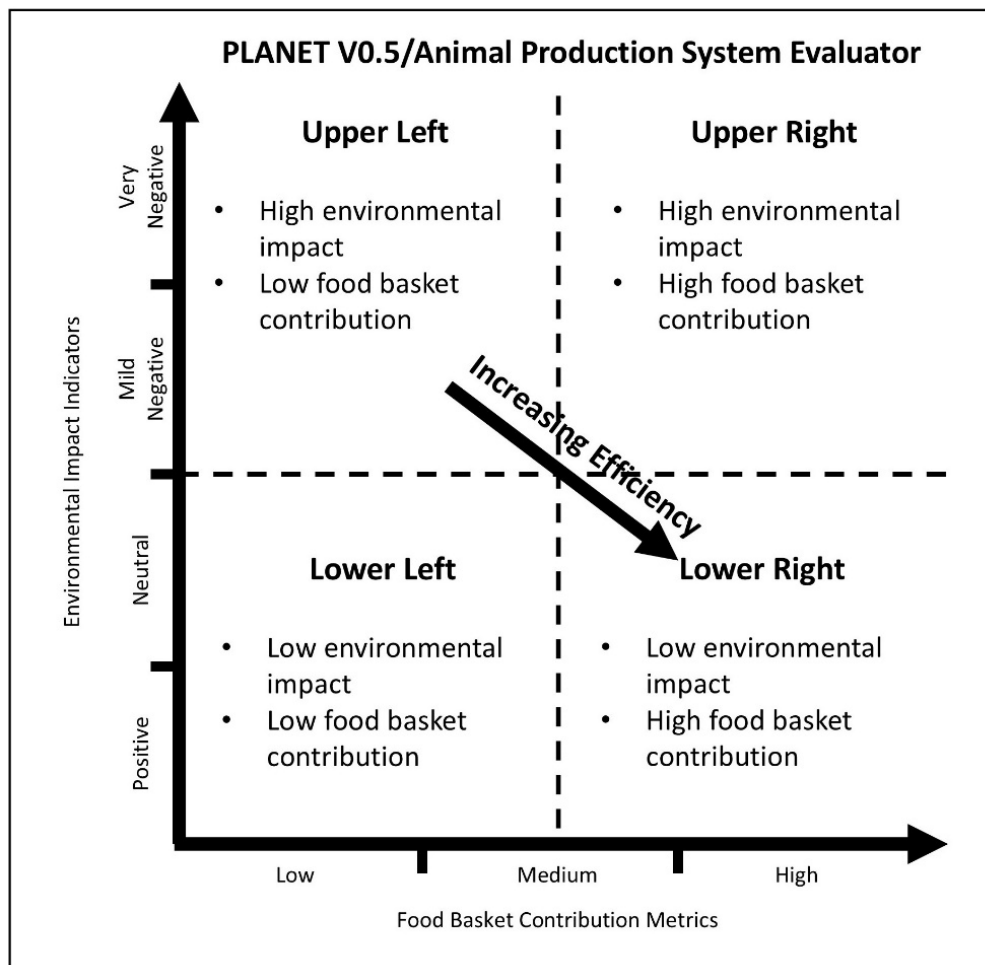 PLANET V0.5/Animal Production System Evaluator
Upper Left
• High environmental
impact
• Low food basket
contribution
Upper Right
• High environmental
impact
• High food basket
contribution
Increasing Efficiency
Lower Left
• Low environmental
impact
• Low food basket
contribution
Lower Right
• Low environmental
impact
• High food basket
contribution
Environmental Impact Indicators
Very
Negative
Mild
Negative
Neutral
Positive
Low
Medium
High
Food Basket Contribution Metrics